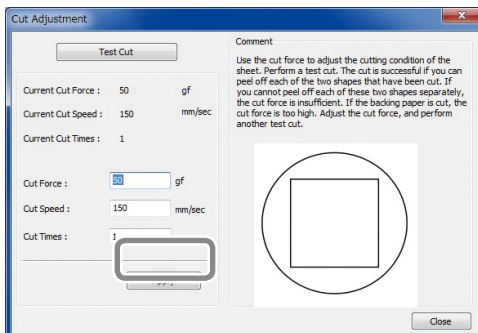 Cut Adjustment
Test Cut
Current Cut Force : 50 gf
Current Cut Speed : 150 mm/sec
Current Cut Times : 1
Cut Force : 50 gf
Cut Speed : 150 mm/sec
Cut Times : 1
Comment
Use the cut force to adjust the cutting condition of the
sheet. Perform a test cut. The cut is successful if you can
peel off each of the two shapes that have been cut. If
you cannot peel off each of these two shapes separately,
the cut force is insufficient. If the backing paper is cut, the
cut force is too high. Adjust the cut force, and perform
another test cut.
Close